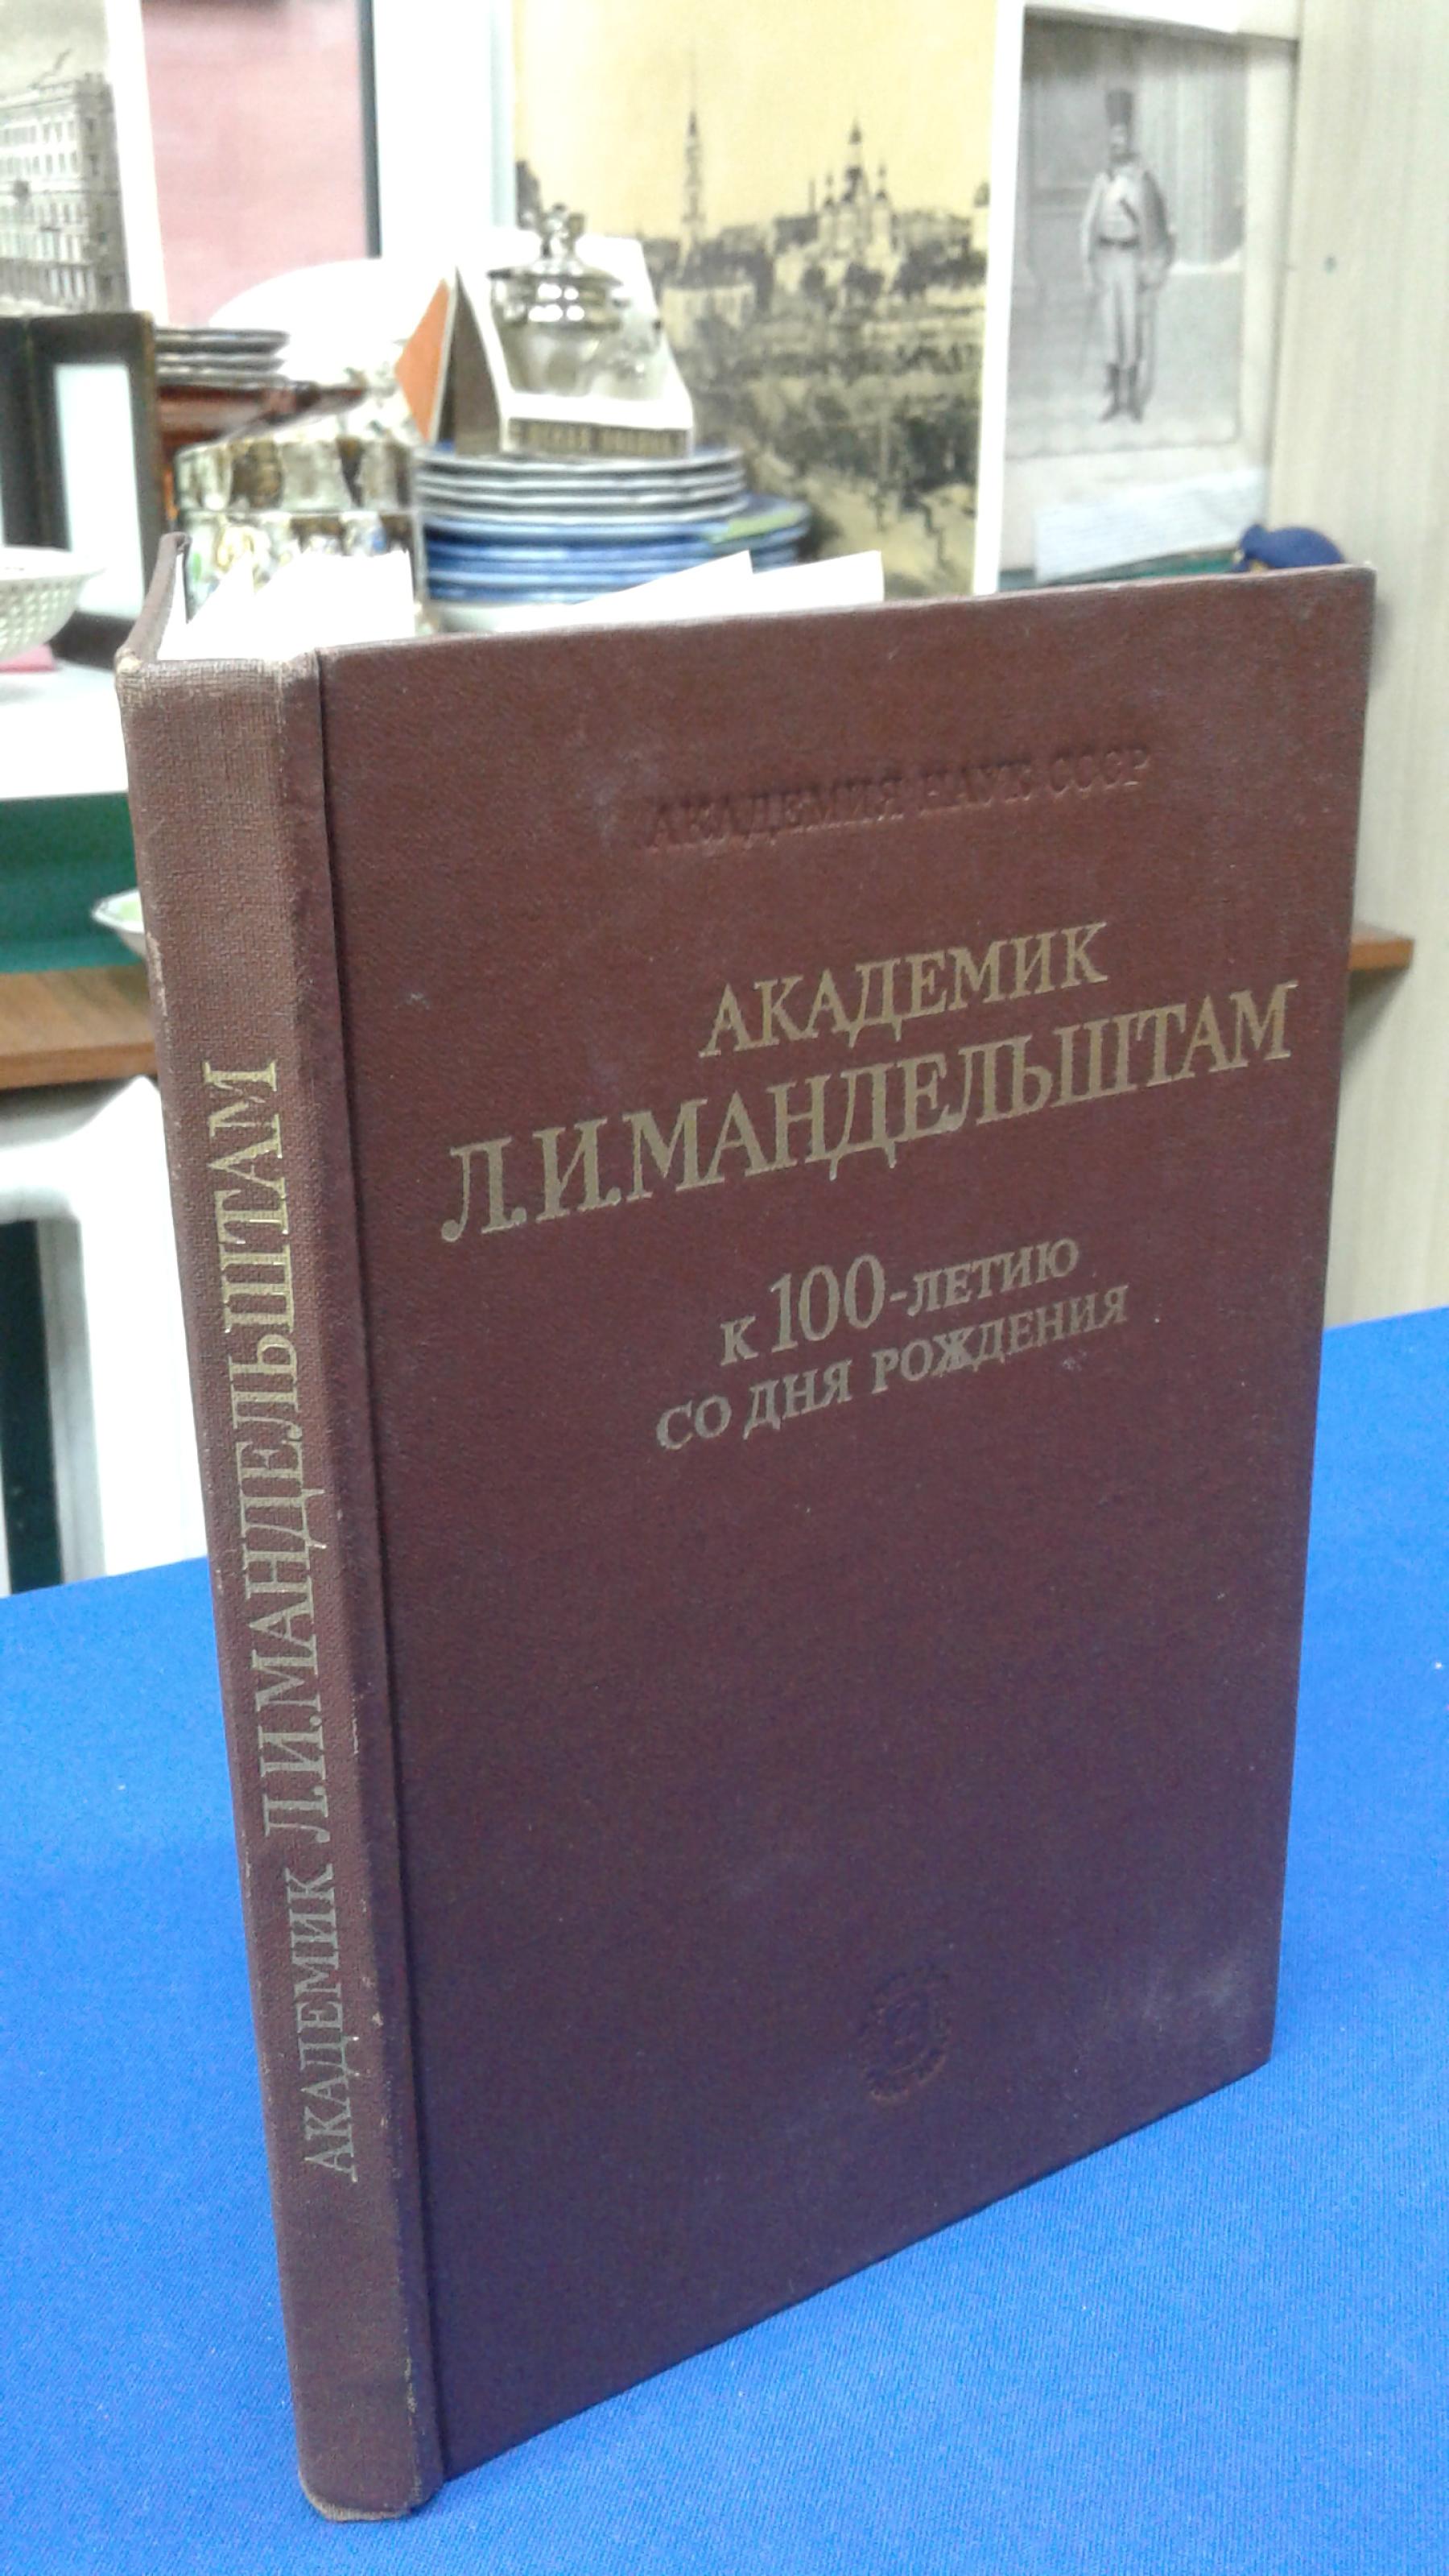 АКАДЕМИЯ НАУК СССР
АКАДЕМИК
Л.И.МАНДЕЛЬШТАМ
К 100-ЛЕТИЮ
СО ДНЯ РОЖДЕНИЯ
АКАДЕМИК Л.И.МАНДЕЛЬШТАМ